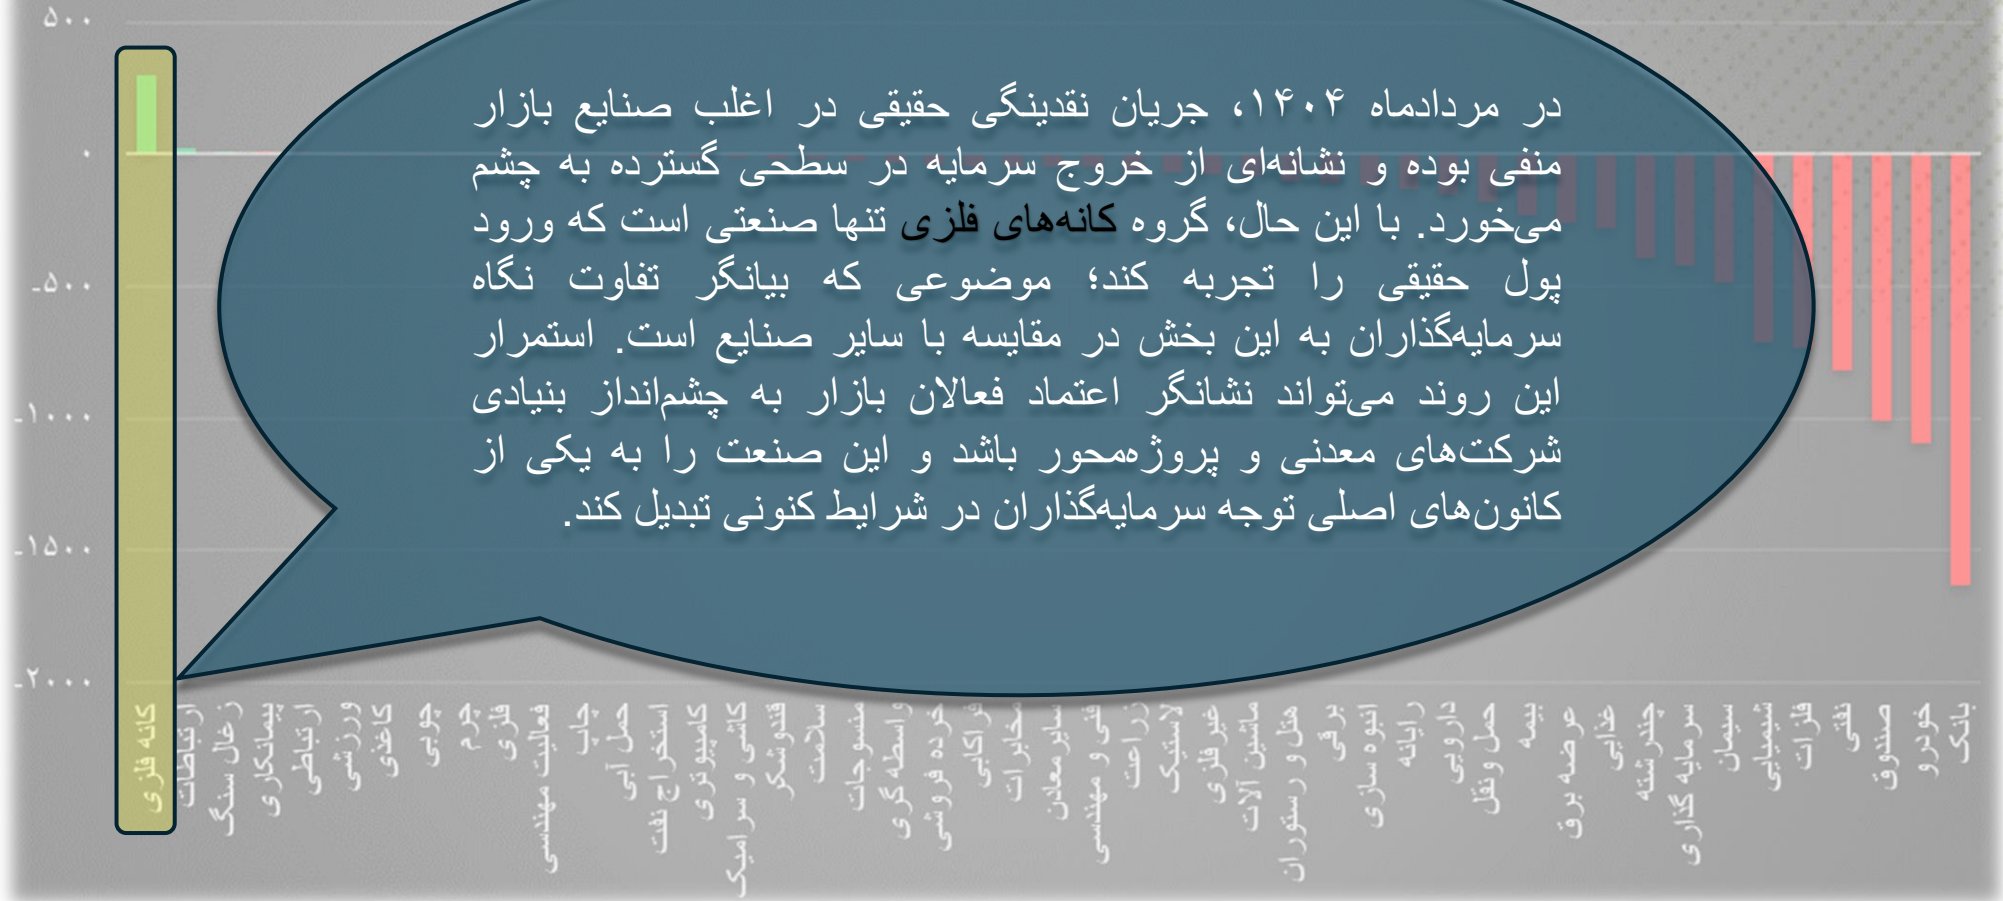 ۵۰۰
۰
-۵۰۰
-۱۰۰۰
-۱۵۰۰
-۲۰۰۰
در مردادماه ۱۴۰۴، جریان نقدینگی حقیقی در اغلب صنایع بازار
منفی بوده و نشانه‌ای از خروج سرمایه در سطحی گسترده به چشم
می‌خورد. با این حال، گروه کانه‌های فلزی تنها صنعتی است که ورود
پول حقیقی را تجربه کند؛ موضوعی که بیانگر تفاوت نگاه
سرمایه‌گذاران به این بخش در مقایسه با سایر صنایع است. استمرار
این روند می‌تواند نشانگر اعتماد فعالان بازار به چشم‌انداز بنیادی
شرکت‌های معدنی و پروژه‌محور باشد و این صنعت را به یکی از
کانون‌های اصلی توجه سرمایه‌گذاران در شرایط کنونی تبدیل کند.
کانه فلزی
ارتباطات
زغال سنگ
پیمانکاری
ارتباطی
ورزشی
کاغذی
چوبی
چرم
فلزی
فعالیت مهندسی
چاپ
حمل آبی
استخراج نفت
کامپیوتری
کاشی و سرامیک
قندوشکر
سلامت
منسوجات
واسطه گری
خرده فروشی
فراکابی
مخابرات
سایر معادن
فنی و مهندسی
زراعت
لاستیک
غیر فلزی
ماشین آلات
هتل و رستوران
برقی
انبوه سازی
رایانه
دارویی
حمل و نقل
بیمه
عرضه برق
غذایی
چندرشته
سرمایه گذاری
سیمان
شیمیایی
فلزات
نفتی
صندوق
خودرو
بانک